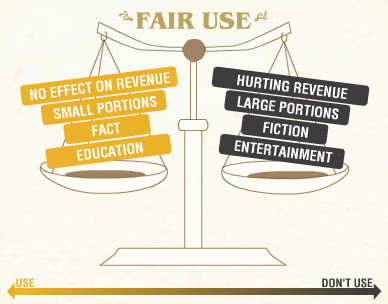 FAIR USE
NO EFFECT ON REVENUE
SMALL PORTIONS
FACT
EDUCATION
HURTING REVENUE
LARGE PORTIONS
FICTION
ENTERTAINMENT
USE
DON'T USE